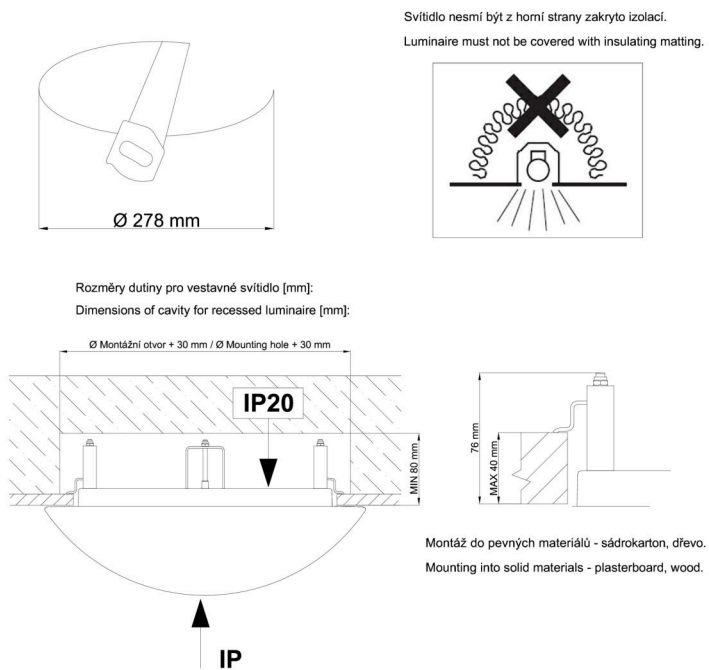 Svítidlo nesmí být z horní strany zakryto izolací.
Luminaire must not be covered with insulating matting.
Ø 278 mm
Rozměry dutiny pro vestavné svítidlo [mm]:
Dimensions of cavity for recessed luminaire [mm]:
Ø Montážní otvor + 30 mm / Ø Mounting hole + 30 mm
IP20
MIN 80 mm
76 mm
MAX 40 mm
Montáž do pevných materiálů - sádrokarton, dřevo.
Mounting into solid materials - plasterboard, wood.
IP